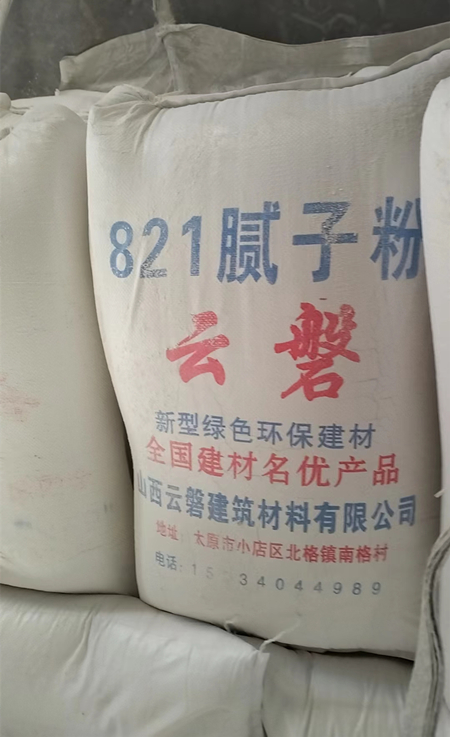 821腻子粉
云磐
新型绿色环保建材
全国建材名优产品
山西云磐建筑材料有限公司
地址：太原市小店区北格镇南格村
电话：15 34044989